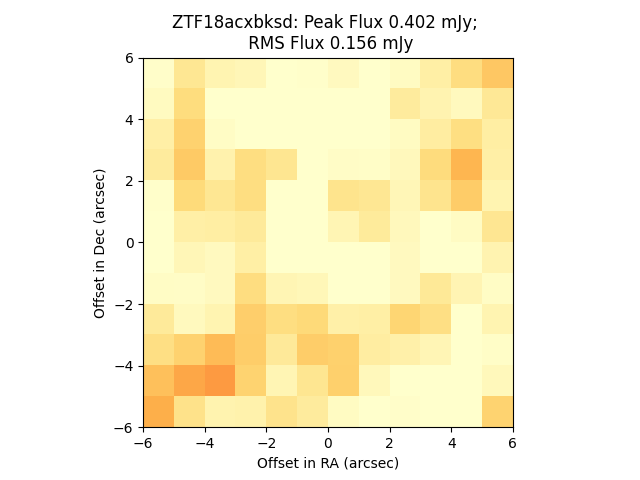 ZTF18acxbksd: Peak Flux 0.402 mJy;
RMS Flux 0.156 mJy
6
4
2
0
−2
−4
−6
Offset in Dec (arcsec)
−6 −4 −2 0 2 4 6
Offset in RA (arcsec)